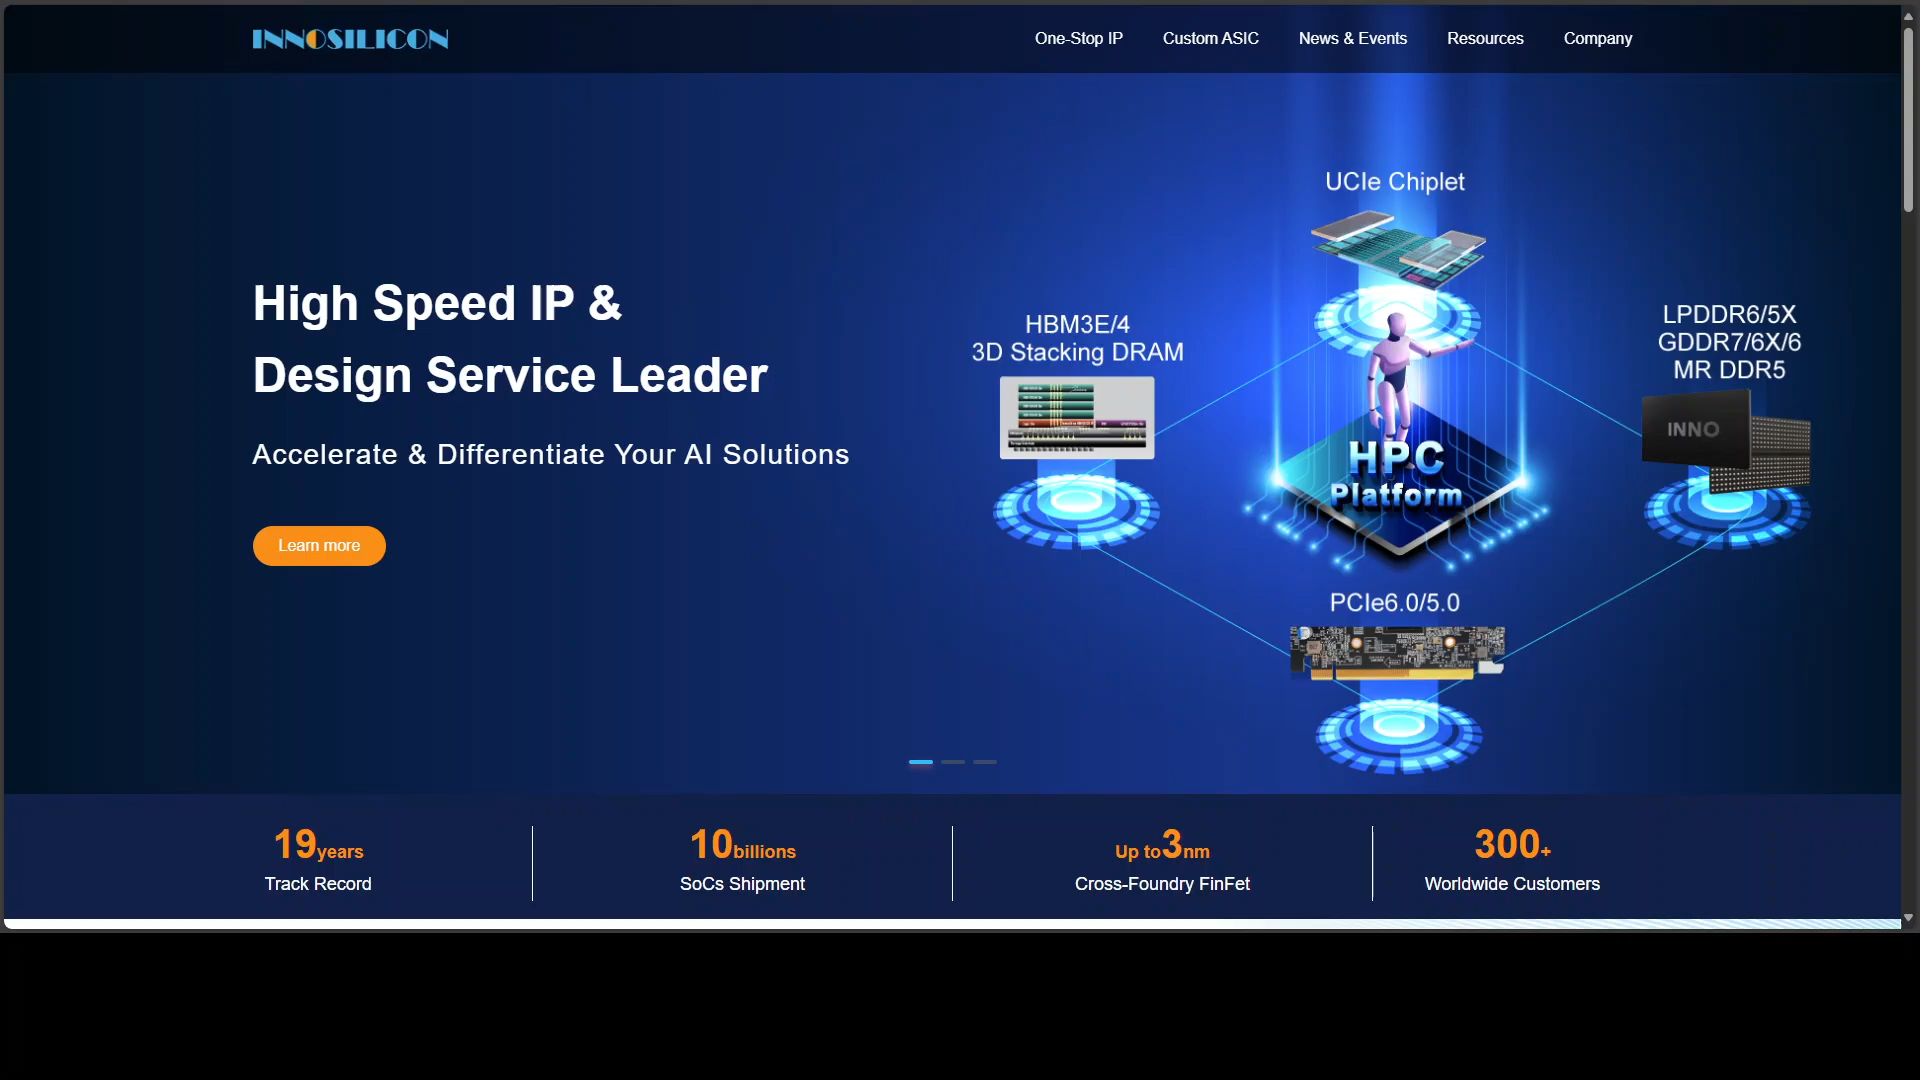 INNOSILICON
One-Stop IP
Custom ASIC
News & Events
Resources
Company
High Speed IP &
Design Service Leader
Accelerate & Differentiate Your AI Solutions
Learn more
UCIe Chiplet
HBM3E/4
3D Stacking DRAM
LPDDR6/5X
GDDR7/6X/6
MR DDR5
INNO
HPC
Platform
PCIe6.0/5.0
19years
Track Record
10billions
SoCs Shipment
Up to3nm
Cross-Foundry FinFet
300+
Worldwide Customers